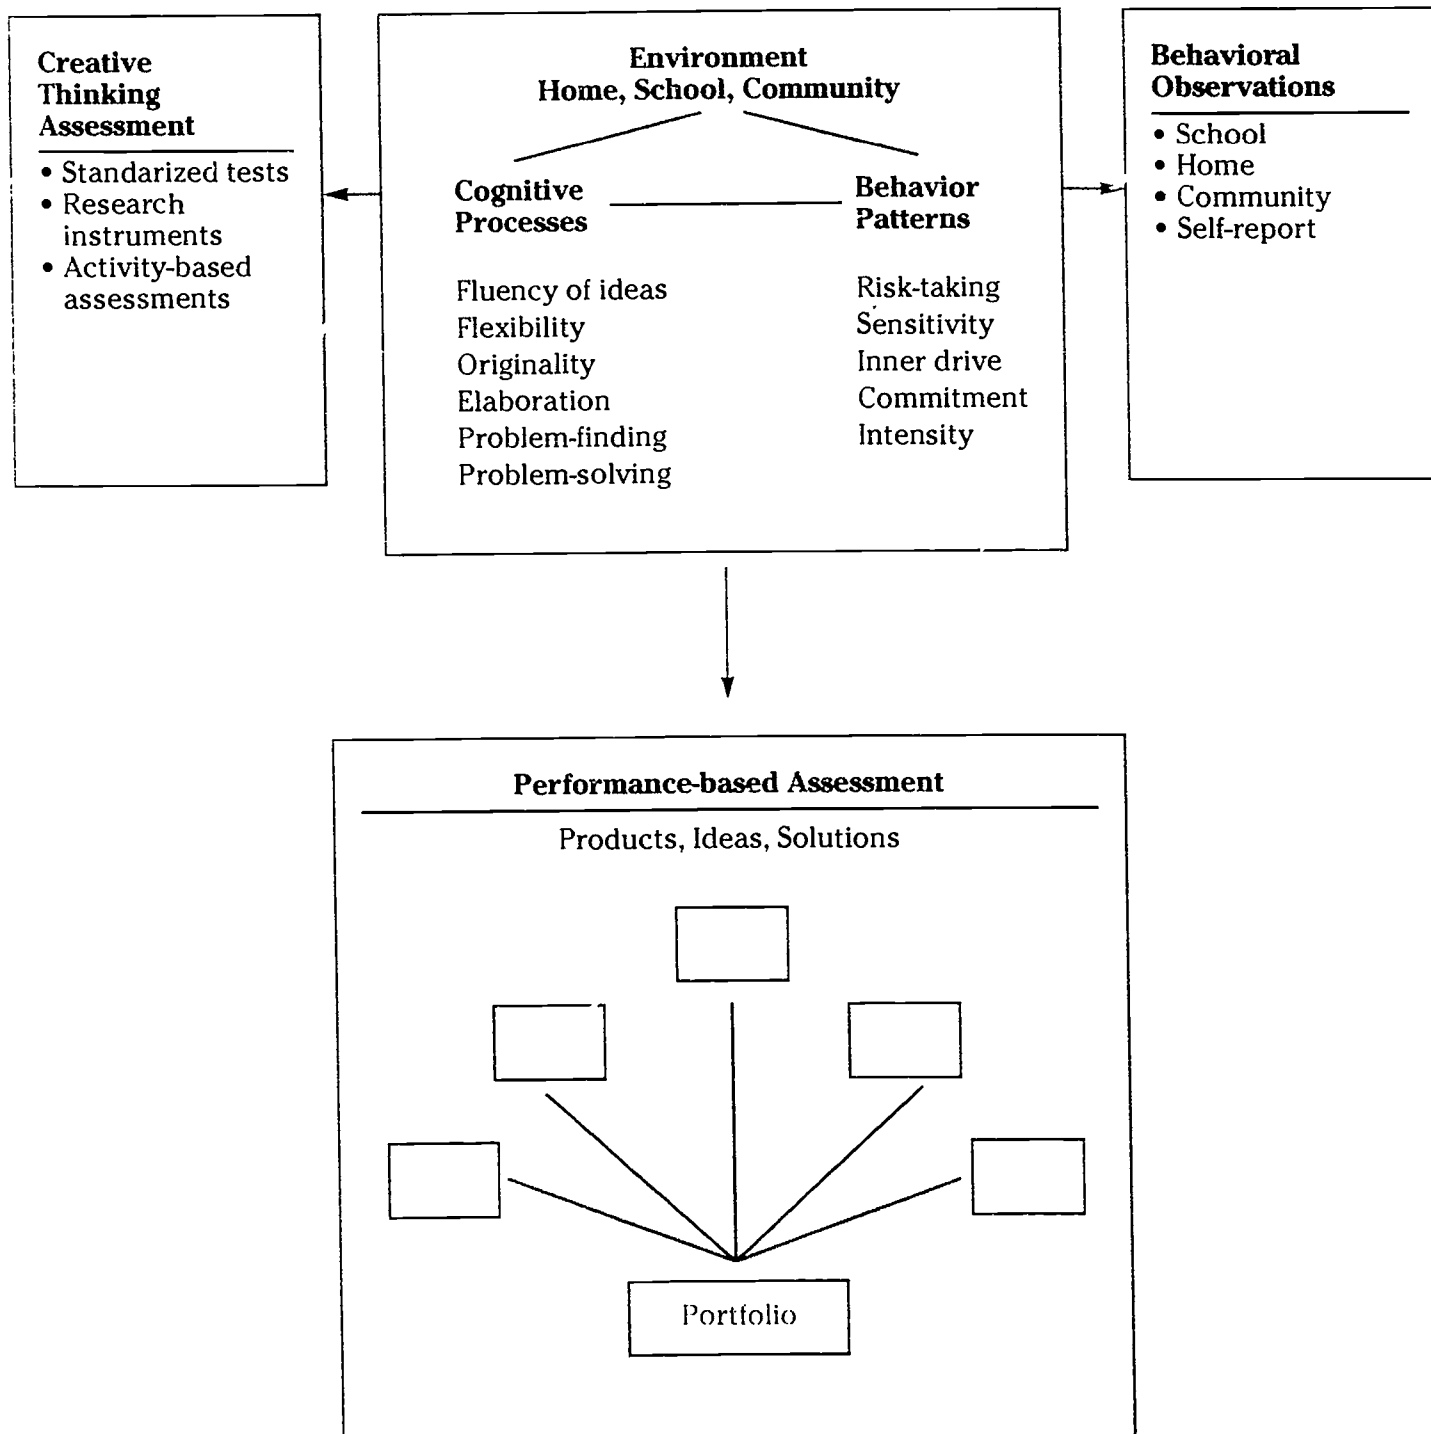 Creative
Thinking
Assessment
• Standarized tests
• Research
instruments
• Activity-based
assessments
Environment
Home, School, Community
Cognitive
Processes
Fluency of ideas
Flexibility
Originality
Elaboration
Problem-finding
Problem-solving
Behavior
Patterns
Risk-taking
Sensitivity
Inner drive
Commitment
Intensity
Behavioral
Observations
• School
• Home
• Community
• Self-report
Performance-based Assessment
Products, Ideas, Solutions
Portfolio